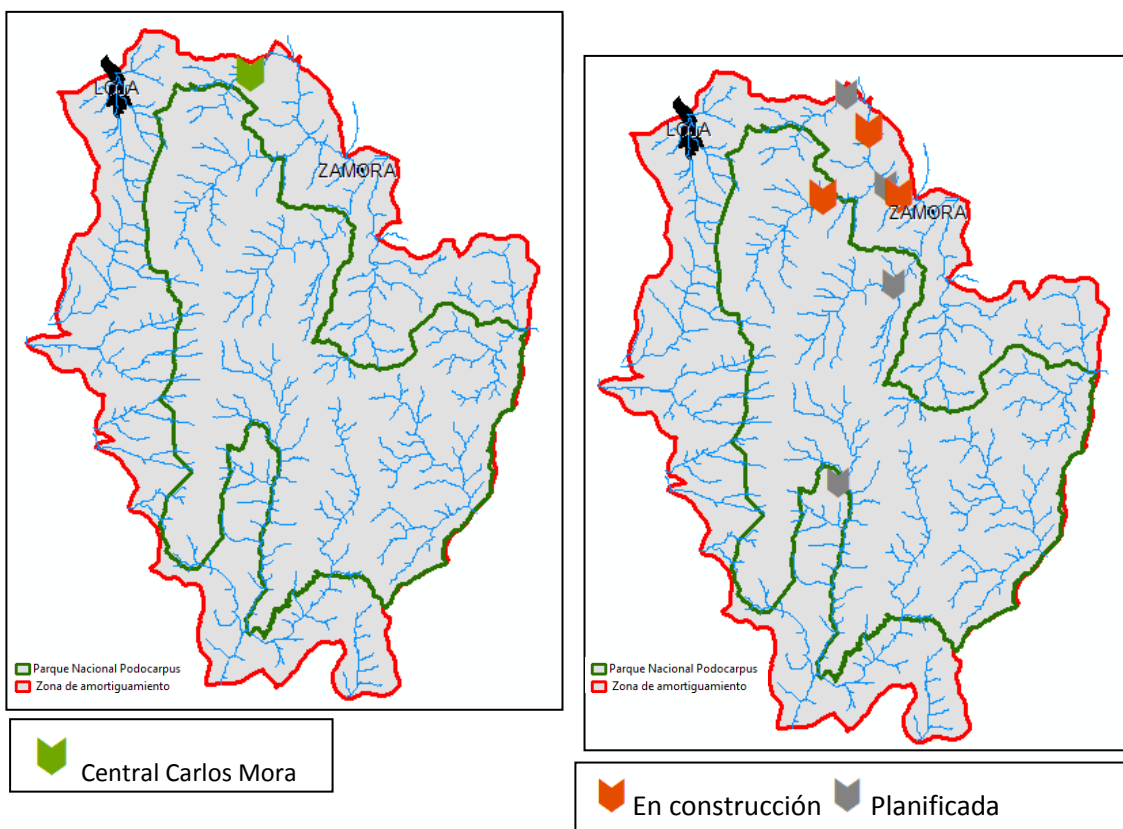 LOJA
ZAMORA
Parque Nacional Podocarpus
Zona de amortiguamiento
Central Carlos Mora
LOJA
ZAMORA
Parque Nacional Podocarpus
Zona de amortiguamiento
En construcción Planificada